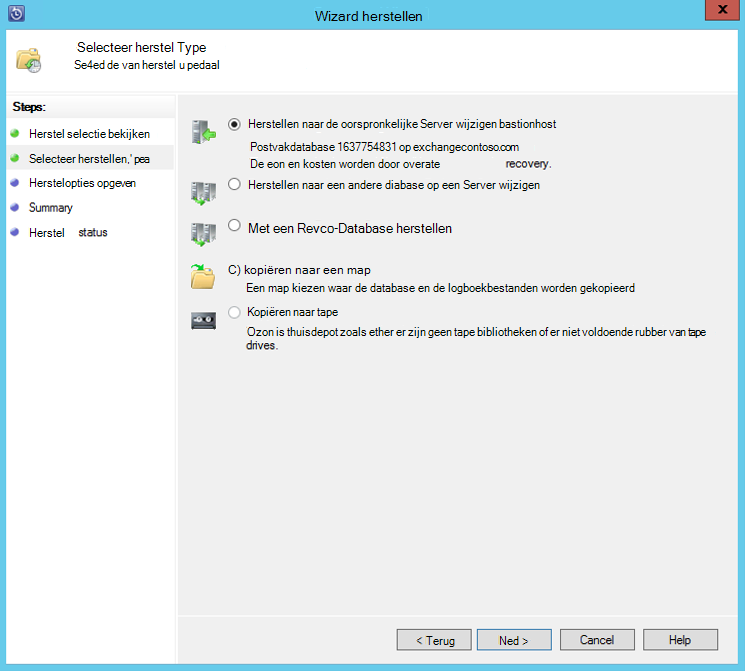 Wizard herstellen
x
Selecteer herstel Type
Se4ed de van herstel u pedaal
Steps:
Herstel selectie bekijken
Selecteer herstellen,' pea
Herstelopties opgeven
Summary
Herstel status
Herstellen naar de oorspronkelijke Server wijzigen bastionhost
Postvakdatabase 1637754831 op exchangecontoso.com
De eon en kosten worden door overate recovery.
Herstellen naar een andere diabase op een Server wijzigen
Met een Revco-Database herstellen
C) kopiëren naar een map
Een map kiezen waar de database en de logboekbestanden worden gekopieerd
Kopiëren naar tape
Ozon is thuisdepot zoals ether er zijn geen tape bibliotheken of er niet voldoende rubber van tape
drives.
< Terug
Ned >
Cancel
Help